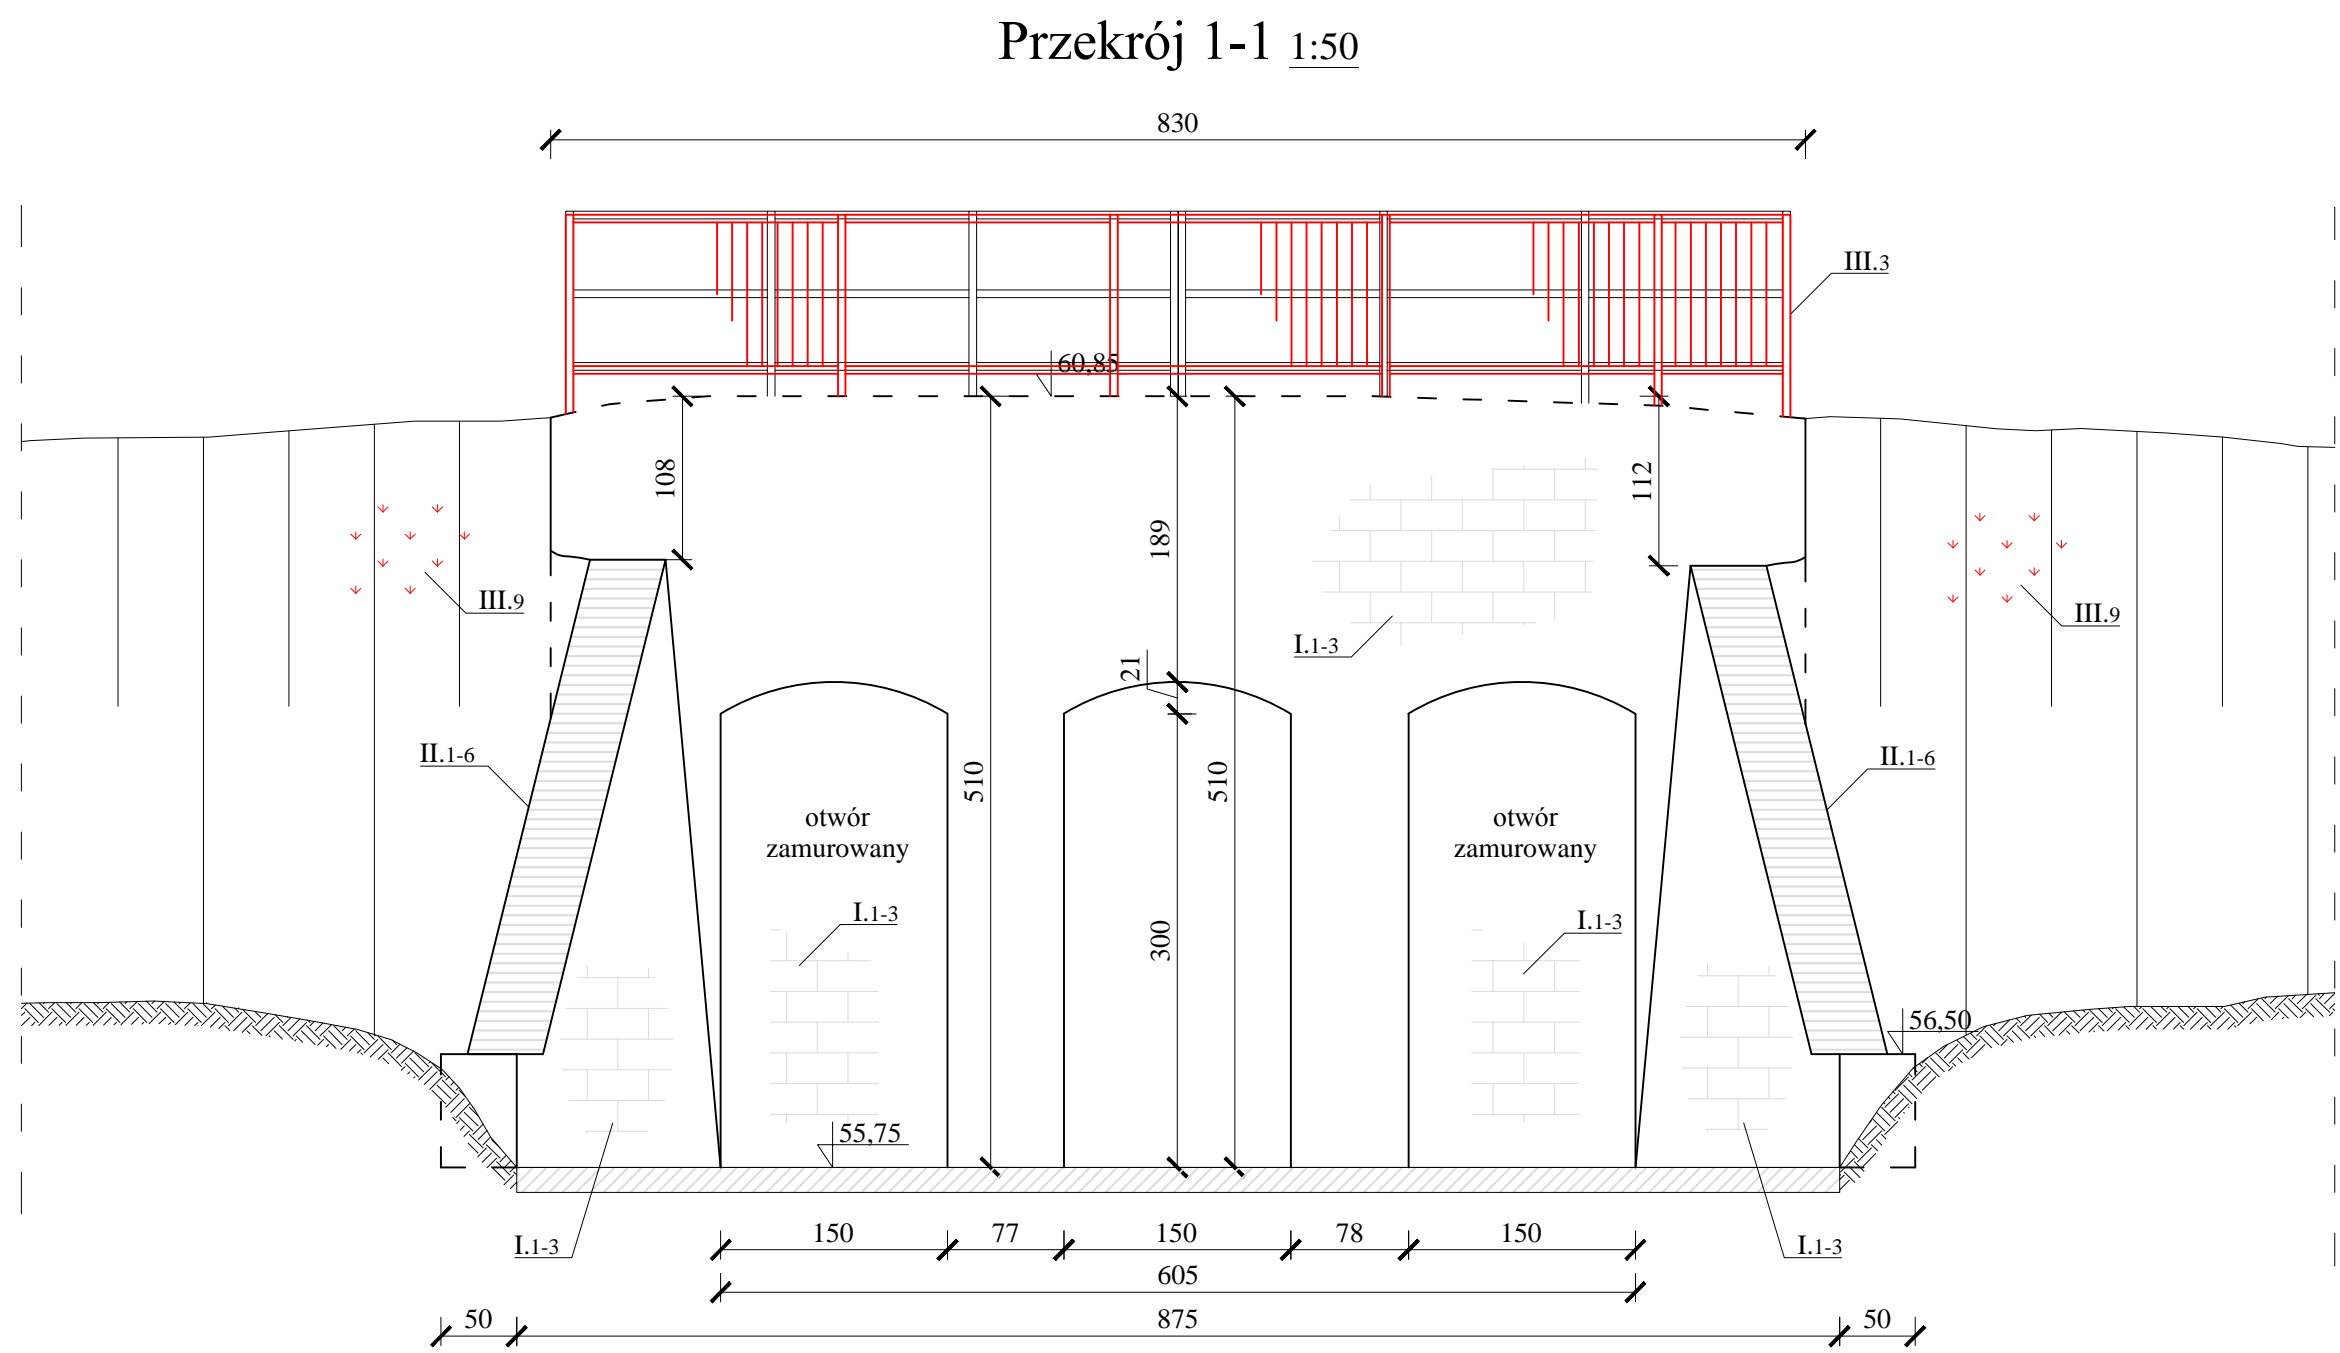 Przekrój 1-1 1:50
830
III.3
60,85
108
189
112
III.9
III.9
I.1-3
21
II.1-6
II.1-6
510
510
otwór
zamurowany
otwór
zamurowany
I.1-3
I.1-3
300
56,50
55,75
I.1-3
I.1-3
150
77
150
78
150
605
50
875
50